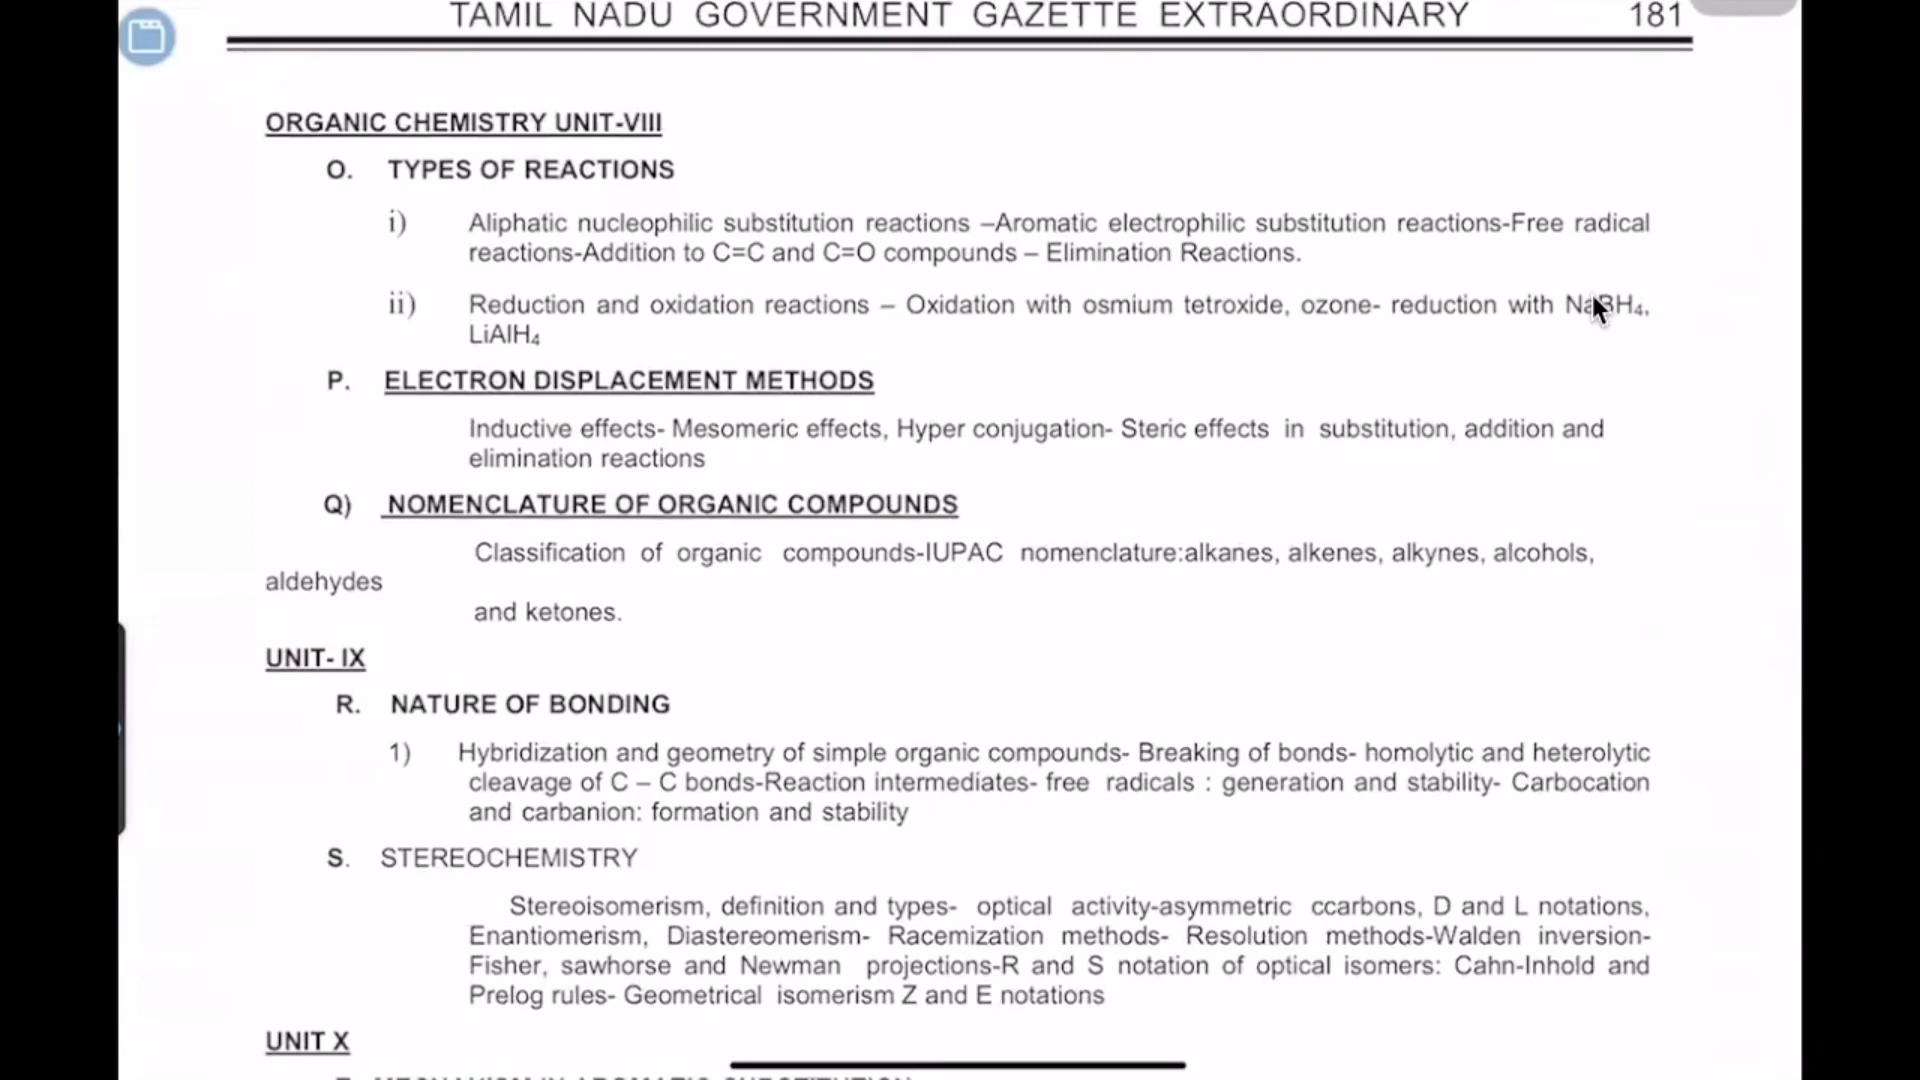 TAMIL NADU GOVERNMENT GAZETTE EXTRAORDINARY 181
ORGANIC CHEMISTRY UNIT-VIII
O. TYPES OF REACTIONS
i) Aliphatic nucleophilic substitution reactions –Aromatic electrophilic substitution reactions-Free radical
reactions-Addition to C=C and C=O compounds – Elimination Reactions.
ii) Reduction and oxidation reactions – Oxidation with osmium tetroxide, ozone- reduction with NaBH₄,
LiAlH₄
P. ELECTRON DISPLACEMENT METHODS
Inductive effects- Mesomeric effects, Hyper conjugation- Steric effects in substitution, addition and
elimination reactions
Q) NOMENCLATURE OF ORGANIC COMPOUNDS
Classification of organic compounds-IUPAC nomenclature:alkanes, alkenes, alkynes, alcohols,
aldehydes
and ketones.
UNIT- IX
R. NATURE OF BONDING
1) Hybridization and geometry of simple organic compounds- Breaking of bonds- homolytic and heterolytic
cleavage of C – C bonds-Reaction intermediates- free radicals : generation and stability- Carbocation
and carbanion: formation and stability
S. STEREOCHEMISTRY
Stereoisomerism, definition and types- optical activity-asymmetric ccarbons, D and L notations,
Enantiomerism, Diastereomerism- Racemization methods- Resolution methods-Walden inversion-
Fisher, sawhorse and Newman projections-R and S notation of optical isomers: Cahn-Inhold and
Prelog rules- Geometrical isomerism Z and E notations
UNIT X